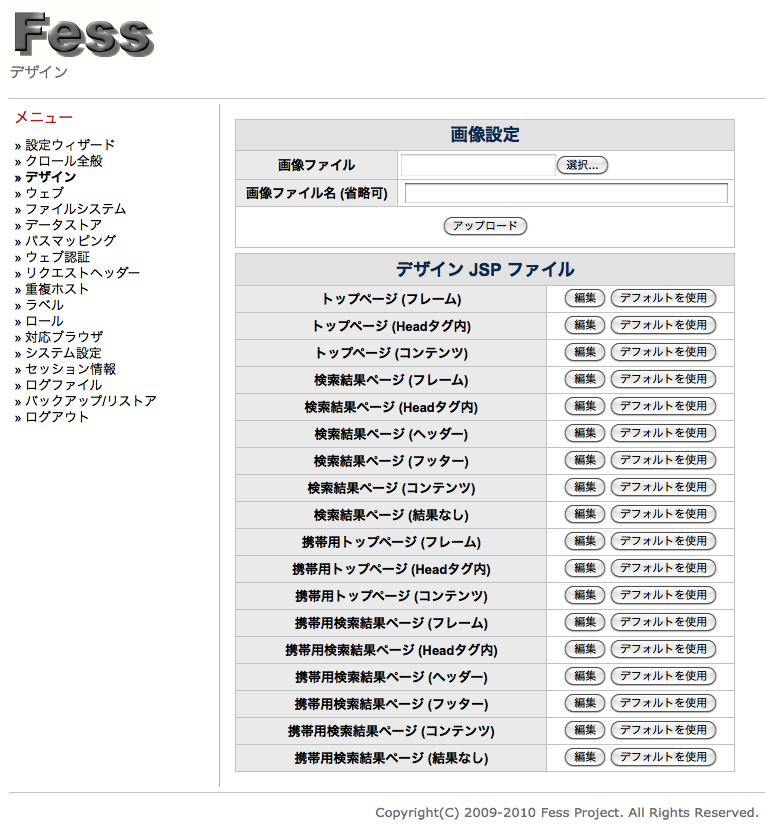 Fess
デザイン
メニュー
» 設定ウィザード
» クロール全般
» デザイン
» ウェブ
» ファイルシステム
» データストア
» パスマッピング
» ウェブ認証
» リクエストヘッダー
» 重複ホスト
» ラベル
» ロール
» 対応ブラウザ
» システム設定
» セッション情報
» ログファイル
» バックアップ/リストア
» ログアウト
画像設定
画像ファイル 選択...
画像ファイル名 (省略可)
アップロード
デザイン JSP ファイル
トップページ (フレーム) 編集 デフォルトを使用
トップページ (Headタグ内) 編集 デフォルトを使用
トップページ (コンテンツ) 編集 デフォルトを使用
検索結果ページ (フレーム) 編集 デフォルトを使用
検索結果ページ (Headタグ内) 編集 デフォルトを使用
検索結果ページ (ヘッダー) 編集 デフォルトを使用
検索結果ページ (フッター) 編集 デフォルトを使用
検索結果ページ (コンテンツ) 編集 デフォルトを使用
検索結果ページ (結果なし) 編集 デフォルトを使用
携帯用トップページ (フレーム) 編集 デフォルトを使用
携帯用トップページ (Headタグ内) 編集 デフォルトを使用
携帯用トップページ (コンテンツ) 編集 デフォルトを使用
携帯用検索結果ページ (フレーム) 編集 デフォルトを使用
携帯用検索結果ページ (Headタグ内) 編集 デフォルトを使用
携帯用検索結果ページ (ヘッダー) 編集 デフォルトを使用
携帯用検索結果ページ (フッター) 編集 デフォルトを使用
携帯用検索結果ページ (コンテンツ) 編集 デフォルトを使用
携帯用検索結果ページ (結果なし) 編集 デフォルトを使用
Copyright(C) 2009-2010 Fess Project. All Rights Reserved.